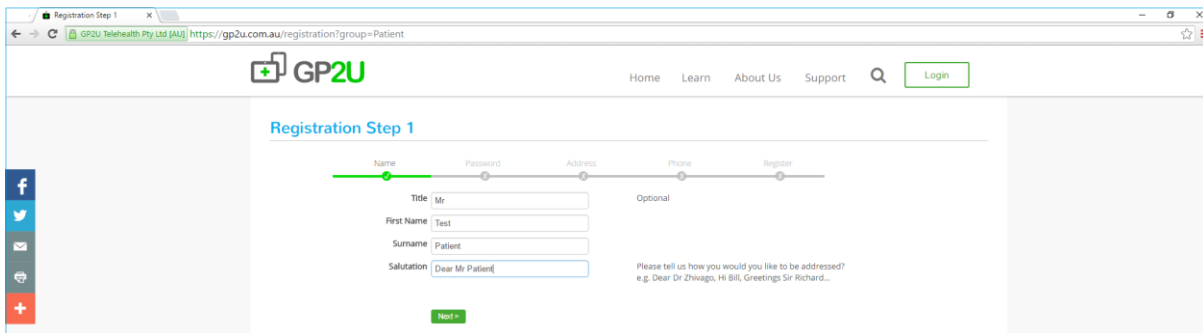 Registration Step 1
GP2U Telehealth Pty Ltd [AU] https://gp2u.com.au/registration?group=Patient
GP2U
Home Learn About Us Support Login
Registration Step 1
Name Password Address Phone Register
Title Mr Optional
First Name Test
Surname Patient
Salutation Dear Mr Patient Please tell us how you would you like to be addressed?
e.g. Dear Dr Zhivago, Hi Bill, Greetings Sir Richard...
Next >